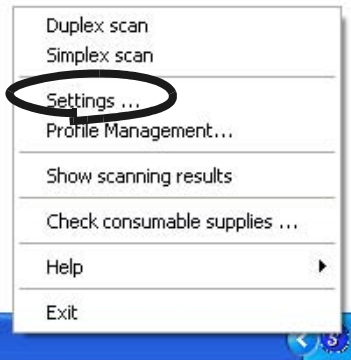 Duplex scan
Simplex scan
Settings ...
Profile Management...
Show scanning results
Check consumable supplies ...
Help
Exit